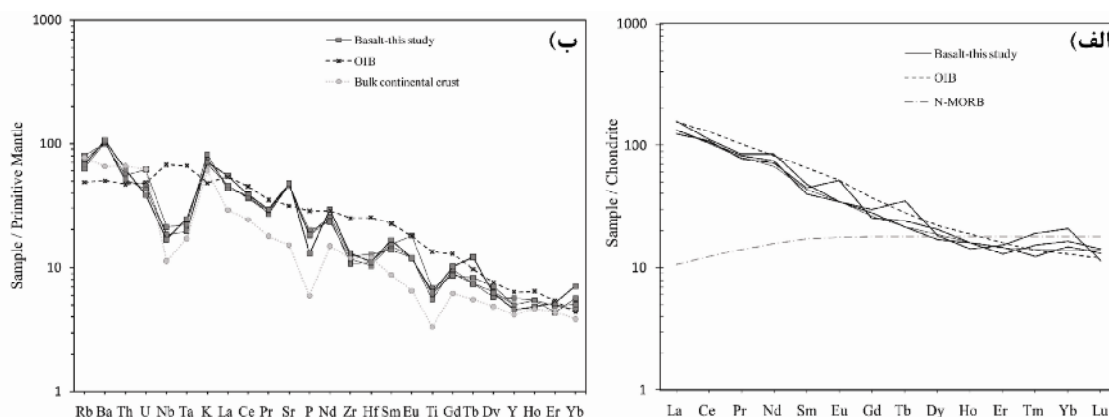 ب)
1000
100
10
1
Sample / Primitive Mantle
Basalt-this study
OIB
Bulk continental crust
Rb Ba Th U Nb Ta K La Ce Pr Sr P Nd Zr Hf Sm Eu Ti Gd Tb Dy Y Ho Er Yb
الف)
1000
100
10
1
Sample / Chondrite
Basalt-this study
OIB
N-MORB
La Ce Pr Nd Sm Eu Gd Tb Dy Ho Er Tm Yb Lu